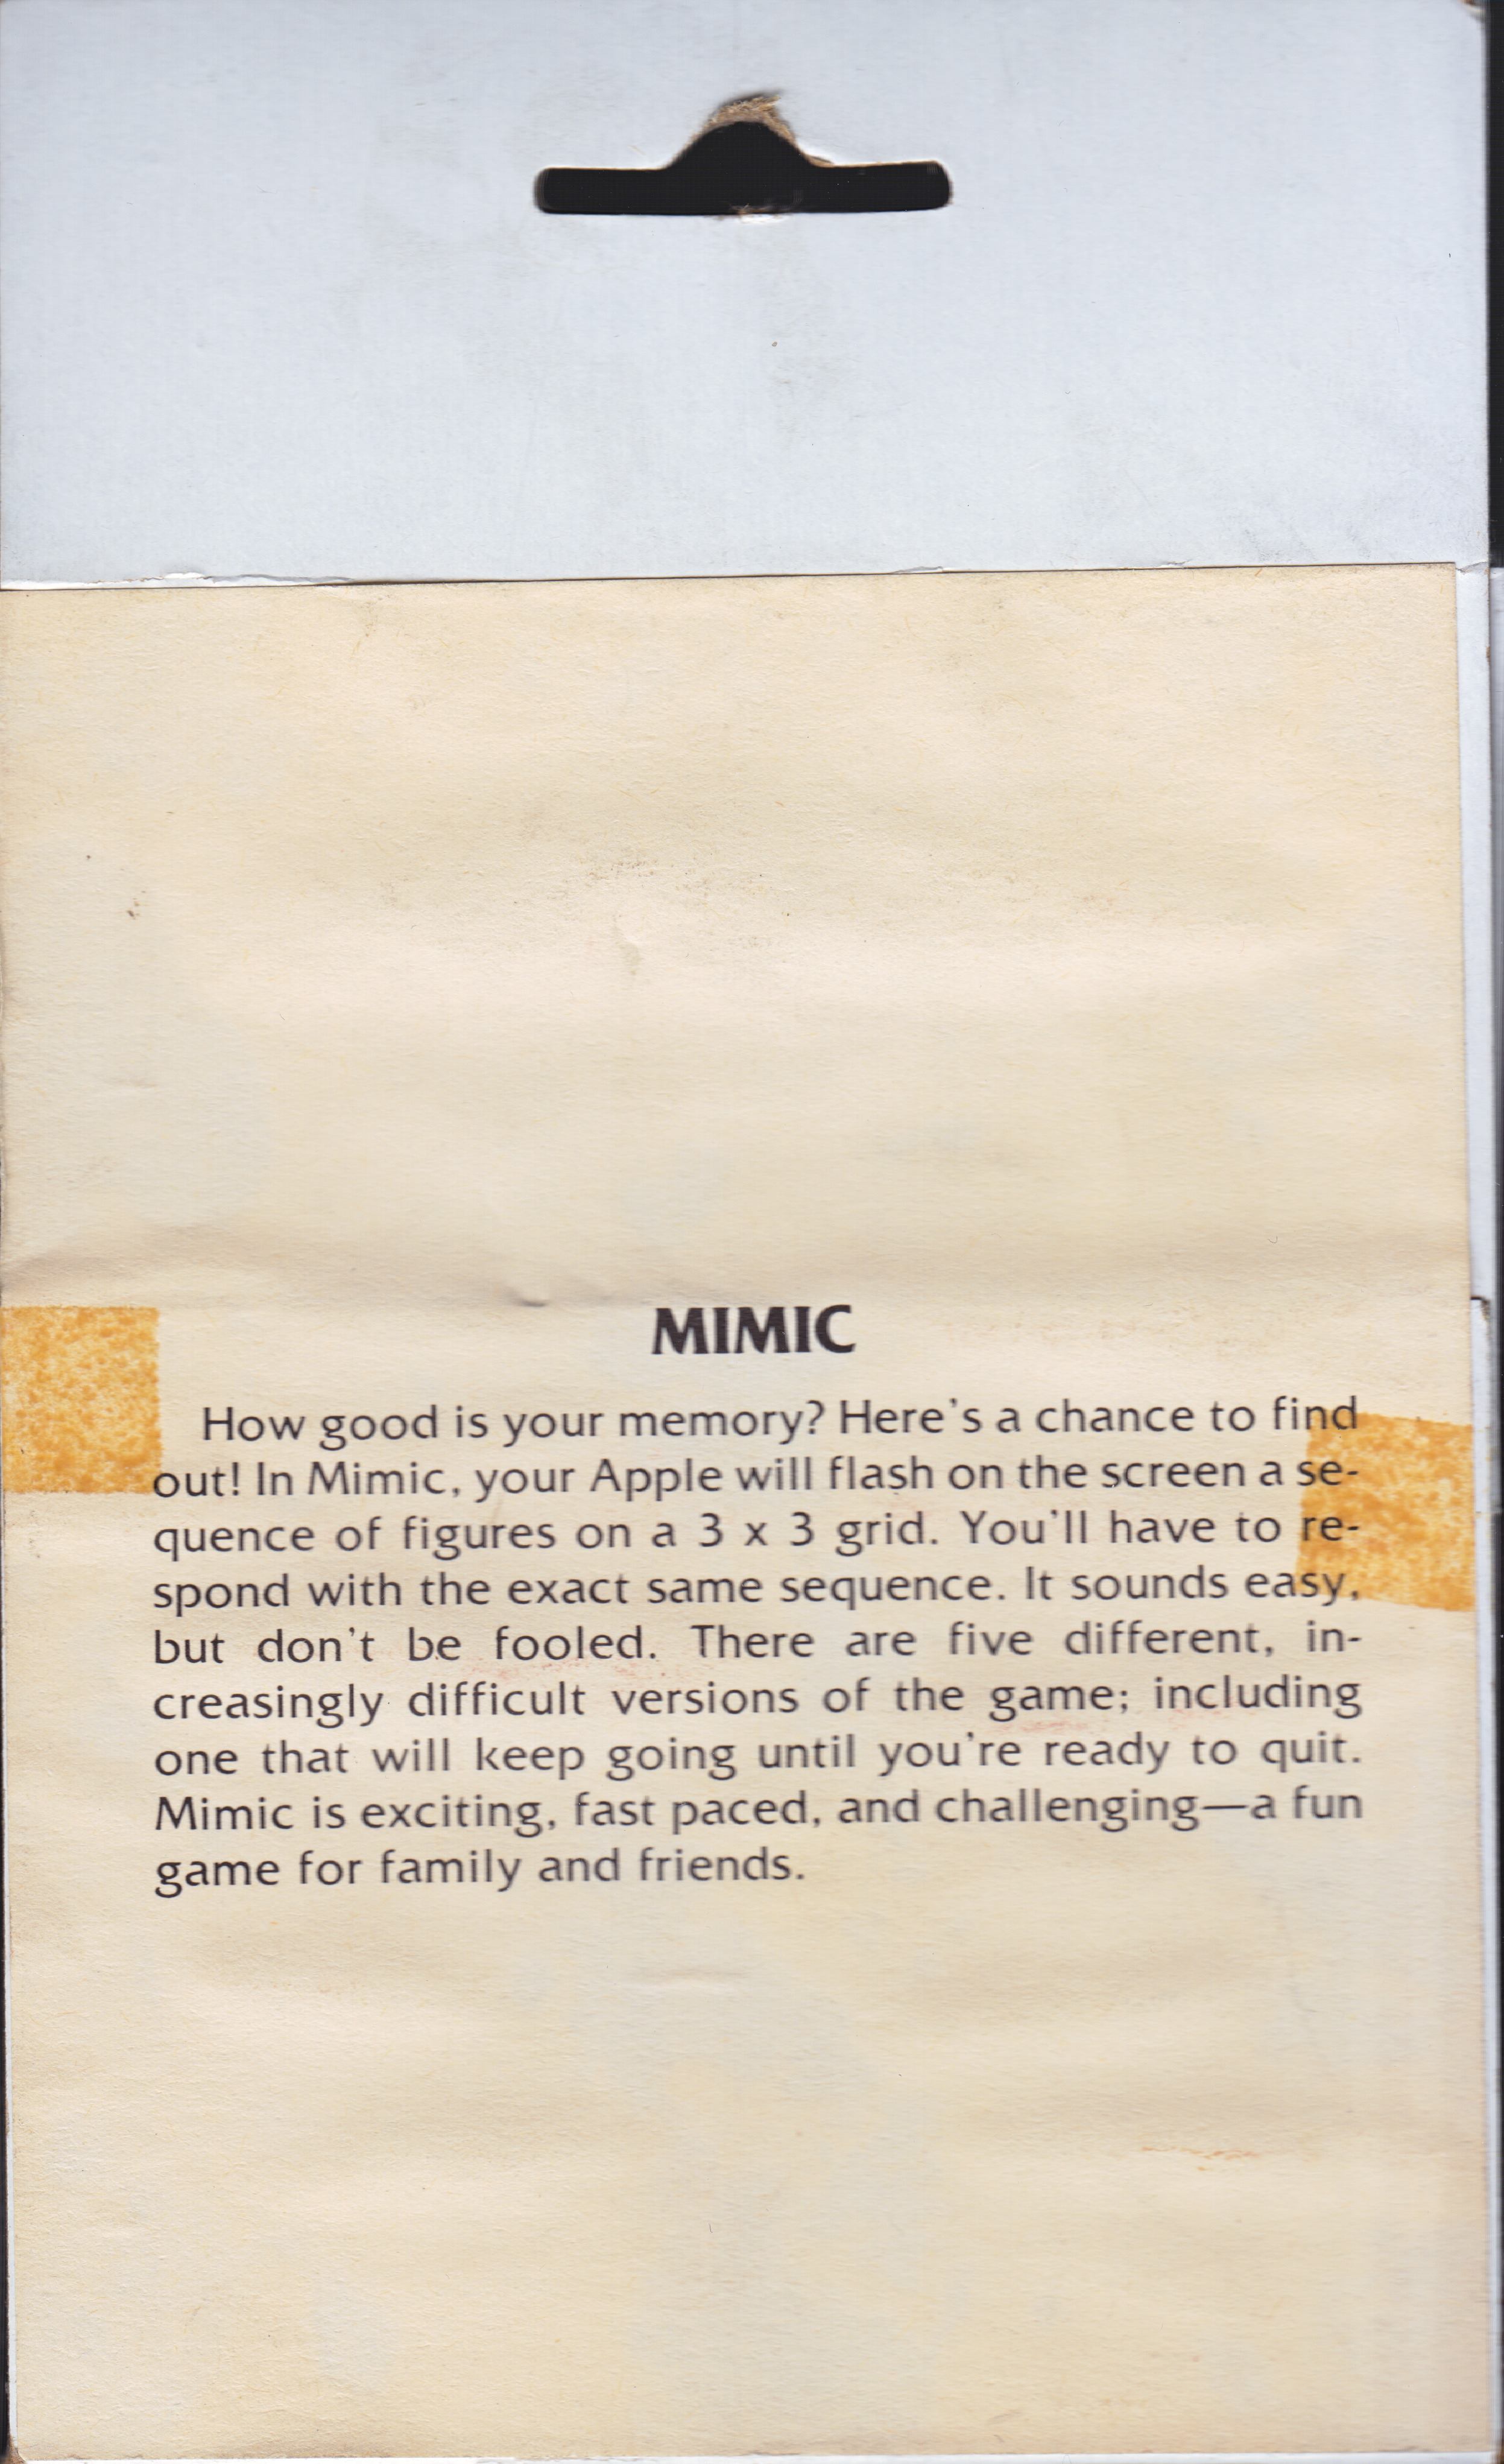 MIMIC
How good is your memory? Here's a chance to find
out! In Mimic, your Apple will flash on the screen a se-
quence of figures on a 3 x 3 grid. You'll have to re-
spond with the exact same sequence. It sounds easy,
but don't be fooled. There are five different, in-
creasingly difficult versions of the game; including
one that will keep going until you're ready to quit.
Mimic is exciting, fast paced, and challenging—a fun
game for family and friends.